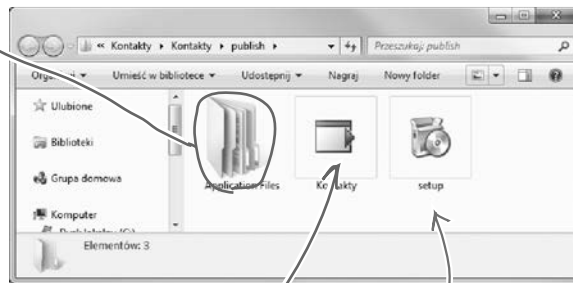 « Kontakty ▸ Kontakty ▸ publish ▸
Przeszukaj: publish
Organizuj Umieść w bibliotece Udostępnij Nagraj Nowy folder
Ulubione
Biblioteki
Grupa domowa
Komputer
Application Files
Kontakty
setup
Elementów: 3